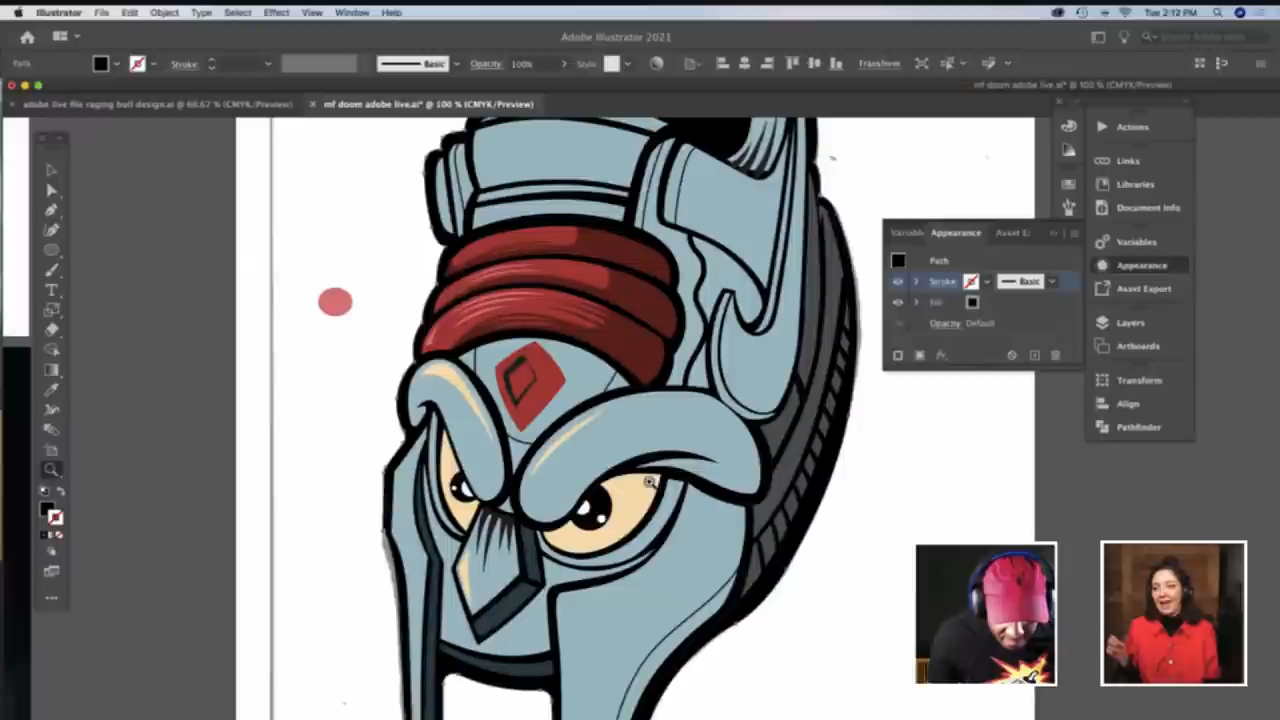 Illustrator File Edit Object Type Select Effect View Window Help
Tue 2:12 PM
Adobe Illustrator 2021
Path
Stroke:
Basic
Opacity: 100%
Style:
Transform
mf doom adobe live.ai* @ 100 % (CMYK/Preview)
adobe live file raging bull design.ai @ 66.67 % (CMYK/Preview)
mf doom adobe live.ai* @ 100 % (CMYK/Preview)
Actions
Links
Libraries
Document Info
Variables
Appearance
Asset Export
Layers
Artboards
Transform
Align
Pathfinder
Variable Appearance Asset E
Path
Stroke Basic
Fill
Opacity: Default